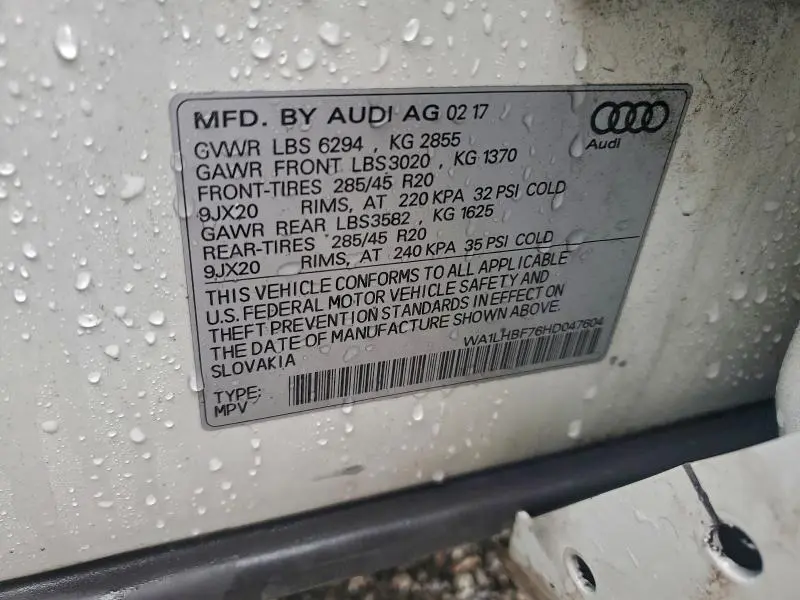 MFD. BY AUDI AG 02 17
Audi
GVWR LBS 6294 , KG 2855
GAWR FRONT LBS3020 , KG 1370
FRONT-TIRES 285/45 R20
9JX20 RIMS, AT 220 KPA 32 PSI COLD
GAWR REAR LBS3582 , KG 1625
REAR-TIRES 285/45 R20
9JX20 RIMS, AT 240 KPA 35 PSI COLD
THIS VEHICLE CONFORMS TO ALL APPLICABLE
U.S. FEDERAL MOTOR VEHICLE SAFETY AND
THEFT PREVENTION STANDARDS IN EFFECT ON
THE DATE OF MANUFACTURE SHOWN ABOVE.
SLOVAKIA
WA1LHBF76HD047604
TYPE:
MPV